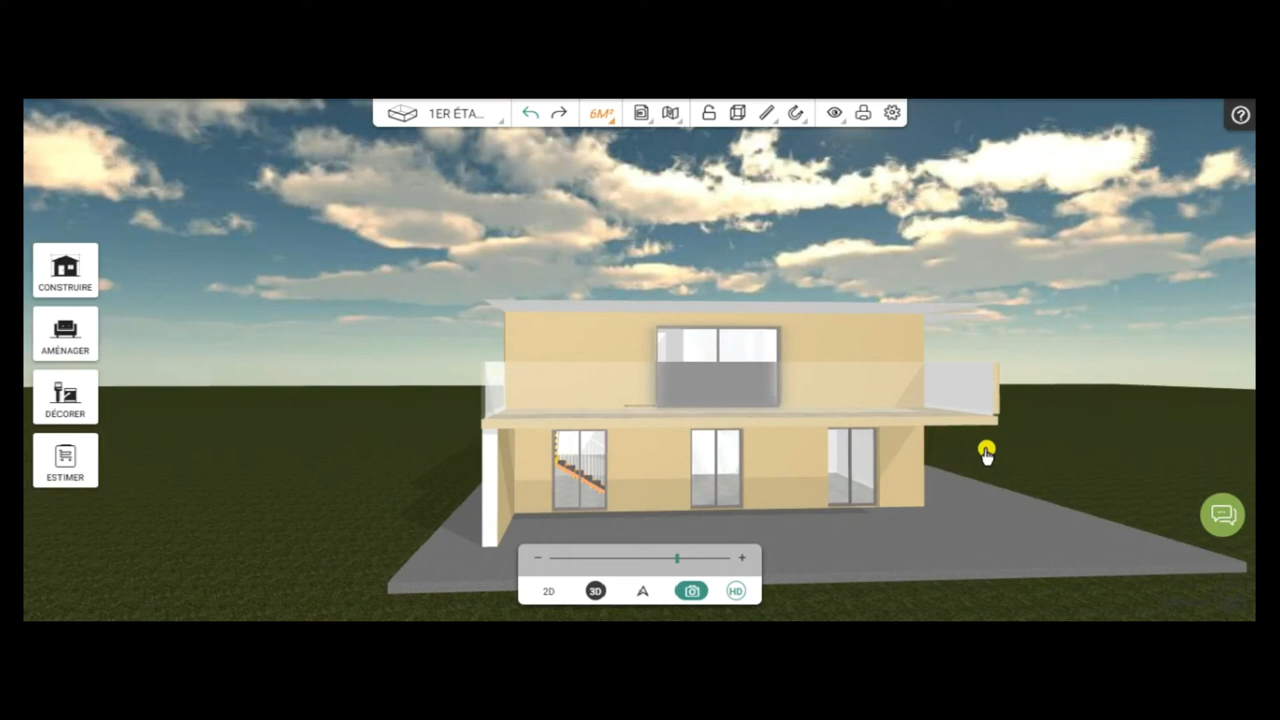 1ER ÉTA...
6M²
CONSTRUIRE
AMÉNAGER
DÉCORER
ESTIMER
2D
3D
HD